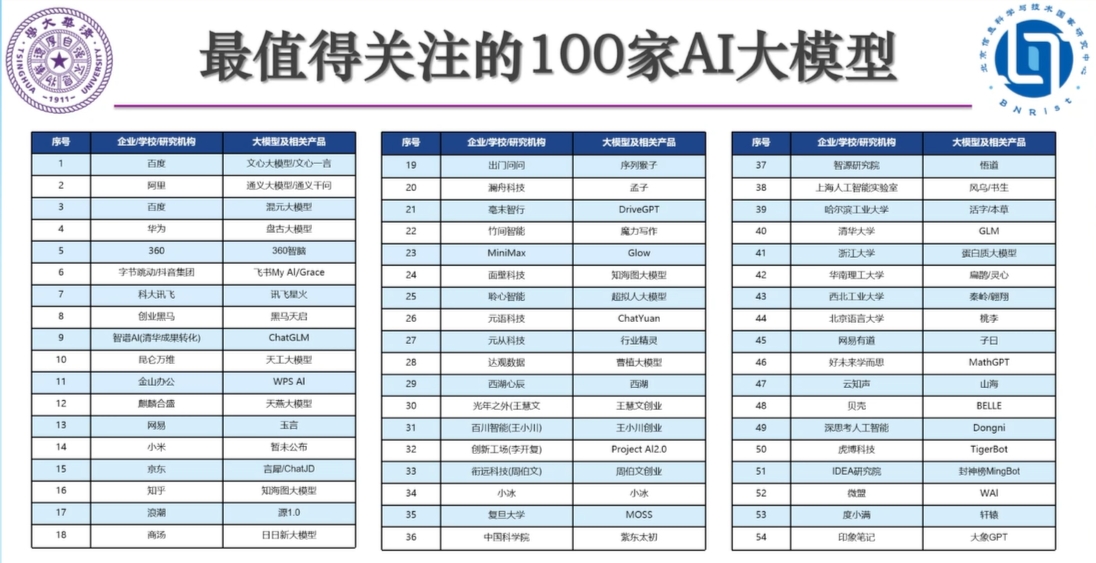 最值得关注的100家AI大模型
清華大學
TSINGHUA UNIVERSITY
-1911-
北京信息科学与技术国家研究中心
BNRist
序号 企业/学校/研究机构 大模型及相关产品
1 百度 文心大模型/文心一言
2 阿里 通义大模型/通义千问
3 百度 混元大模型
4 华为 盘古大模型
5 360 360智脑
6 字节跳动/抖音集团 飞书My AI/Grace
7 科大讯飞 讯飞星火
8 创业黑马 黑马天启
9 智谱AI(清华成果转化) ChatGLM
10 昆仑万维 天工大模型
11 金山办公 WPS AI
12 麒麟合盛 天燕大模型
13 网易 玉言
14 小米 暂未公布
15 京东 言犀/ChatJD
16 知乎 知海图大模型
17 浪潮 源1.0
18 商汤 日日新大模型
序号 企业/学校/研究机构 大模型及相关产品
19 出门问问 序列猴子
20 澜舟科技 孟子
21 毫末智行 DriveGPT
22 竹间智能 魔力写作
23 MiniMax Glow
24 面壁科技 知海图大模型
25 聆心智能 超拟人大模型
26 元语科技 ChatYuan
27 元从科技 行业精灵
28 达观数据 曹植大模型
29 西湖心辰 西湖
30 光年之外(王慧文 王慧文创业
31 百川智能(王小川) 王小川创业
32 创新工场(李开复) Project AI2.0
33 衔远科技(周伯文) 周伯文创业
34 小冰 小冰
35 复旦大学 MOSS
36 中国科学院 紫东太初
序号 企业/学校/研究机构 大模型及相关产品
37 智源研究院 悟道
38 上海人工智能实验室 风乌/书生
39 哈尔滨工业大学 活字/本草
40 清华大学 GLM
41 浙江大学 蛋白质大模型
42 华南理工大学 扁鹊/灵心
43 西北工业大学 秦岭/翱翔
44 北京语言大学 桃李
45 网易有道 子曰
46 好未来学而思 MathGPT
47 云知声 山海
48 贝壳 BELLE
49 深思考人工智能 Dongni
50 虎博科技 TigerBot
51 IDEA研究院 封神榜MingBot
52 微盟 WAI
53 度小满 轩辕
54 印象笔记 大象GPT